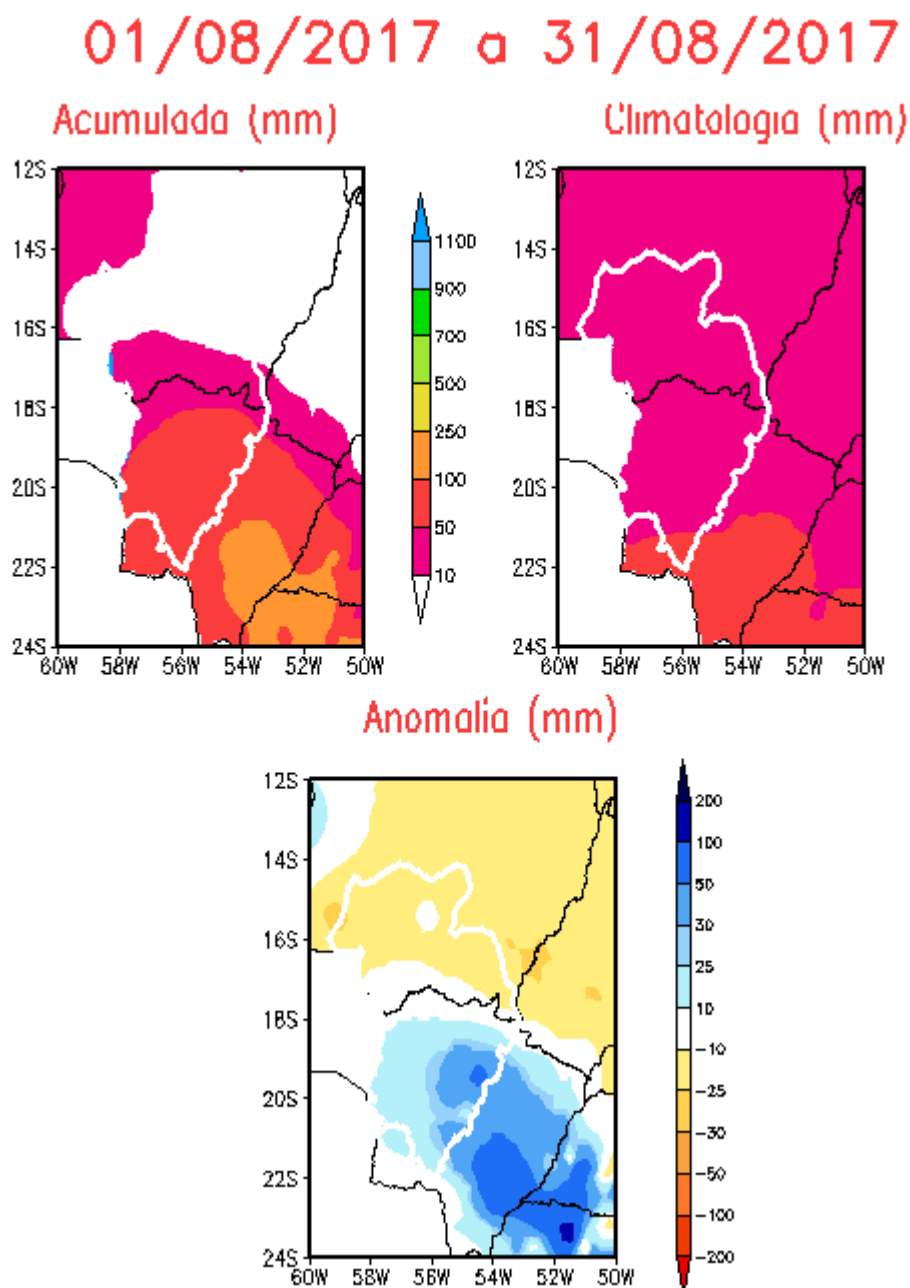 01/08/2017 a 31/08/2017
Acumulada (mm)
Climatologia (mm)
12S
14S
16S
18S
20S
22S
24S
60W 58W 56W 54W 52W 50W
1100
900
700
500
250
100
50
10
12S
14S
16S
18S
20S
22S
24S
60W 58W 56W 54W 52W 50W
Anomalia (mm)
12S
14S
16S
18S
20S
22S
24S
60W 58W 56W 54W 52W 50W
200
100
50
30
25
10
-10
-25
-30
-50
-100
-200